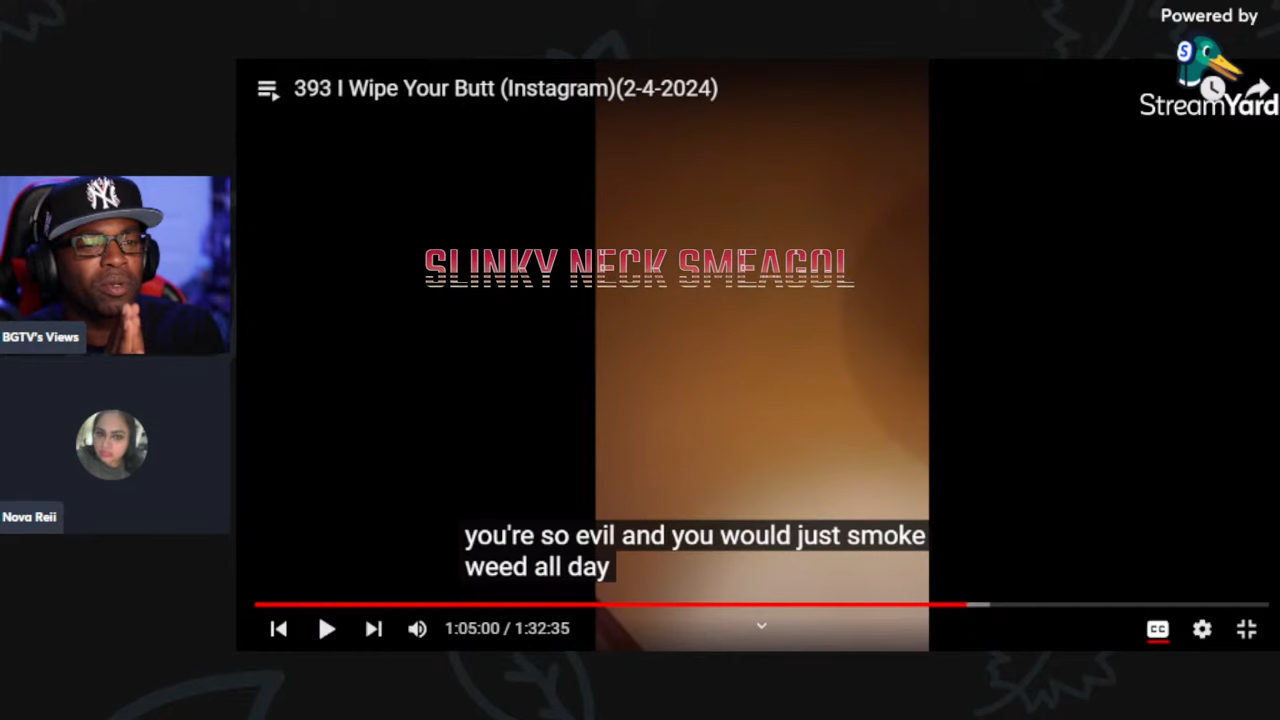 Powered by
StreamYard
393 I Wipe Your Butt (Instagram)(2-4-2024)
SLINKY NECK SMEAGOL
BGTV's Views
Nova Reii
you're so evil and you would just smoke
weed all day
1:05:00 / 1:32:35
CC